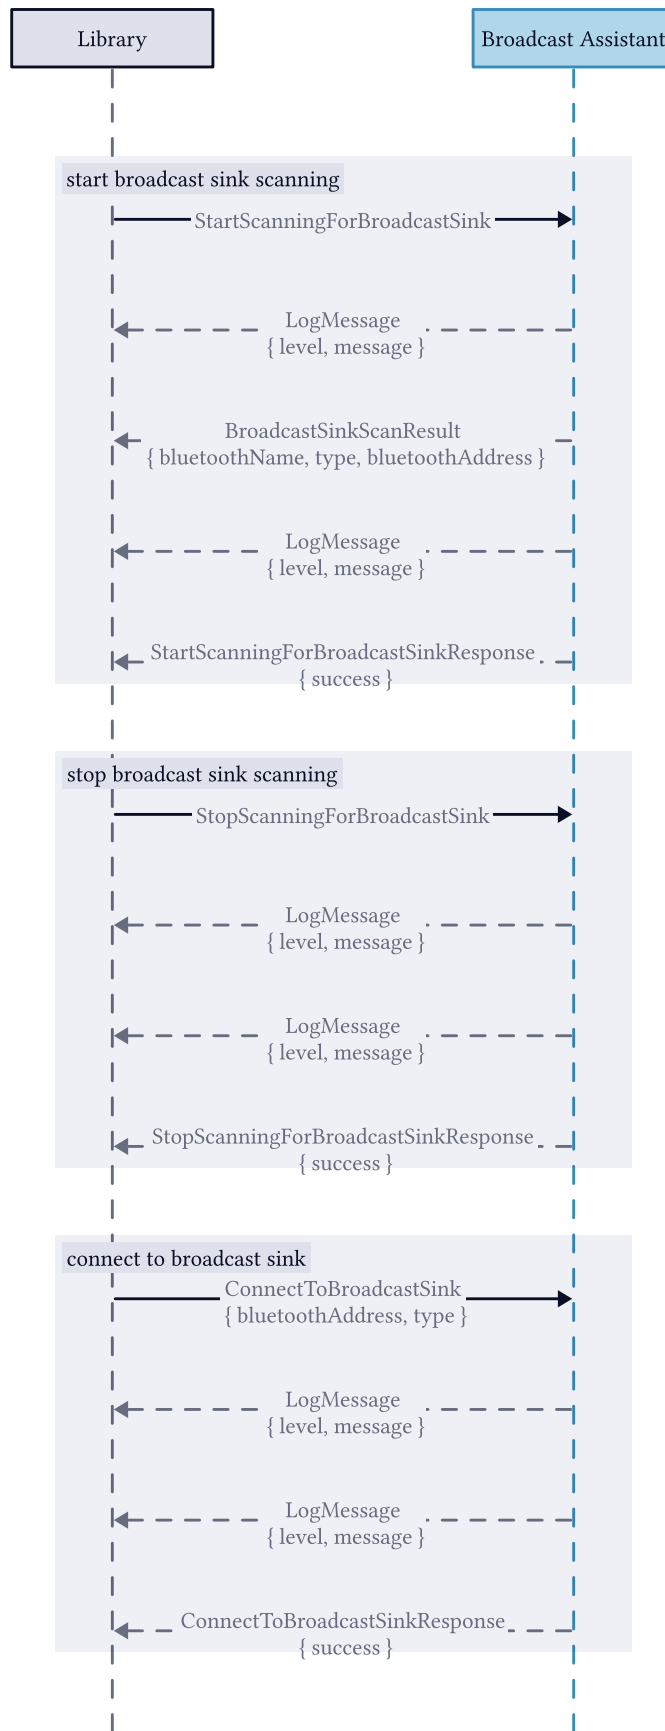 Library
Broadcast Assistant
start broadcast sink scanning
StartScanningForBroadcastSink
LogMessage
{ level, message }
BroadcastSinkScanResult
{ bluetoothName, type, bluetoothAddress }
LogMessage
{ level, message }
StartScanningForBroadcastSinkResponse
{ success }
stop broadcast sink scanning
StopScanningForBroadcastSink
LogMessage
{ level, message }
LogMessage
{ level, message }
StopScanningForBroadcastSinkResponse
{ success }
connect to broadcast sink
ConnectToBroadcastSink
{ bluetoothAddress, type }
LogMessage
{ level, message }
LogMessage
{ level, message }
ConnectToBroadcastSinkResponse
{ success }